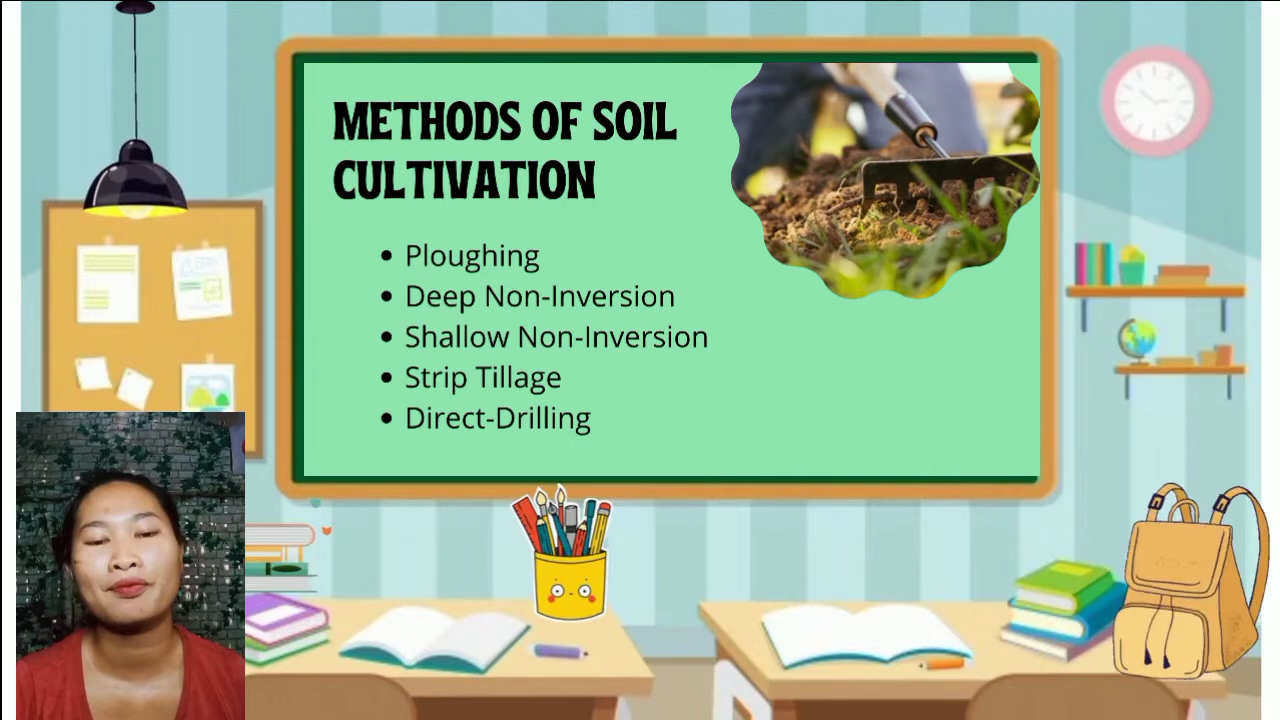 METHODS OF SOIL
CULTIVATION
• Ploughing
• Deep Non-Inversion
• Shallow Non-Inversion
• Strip Tillage
• Direct-Drilling